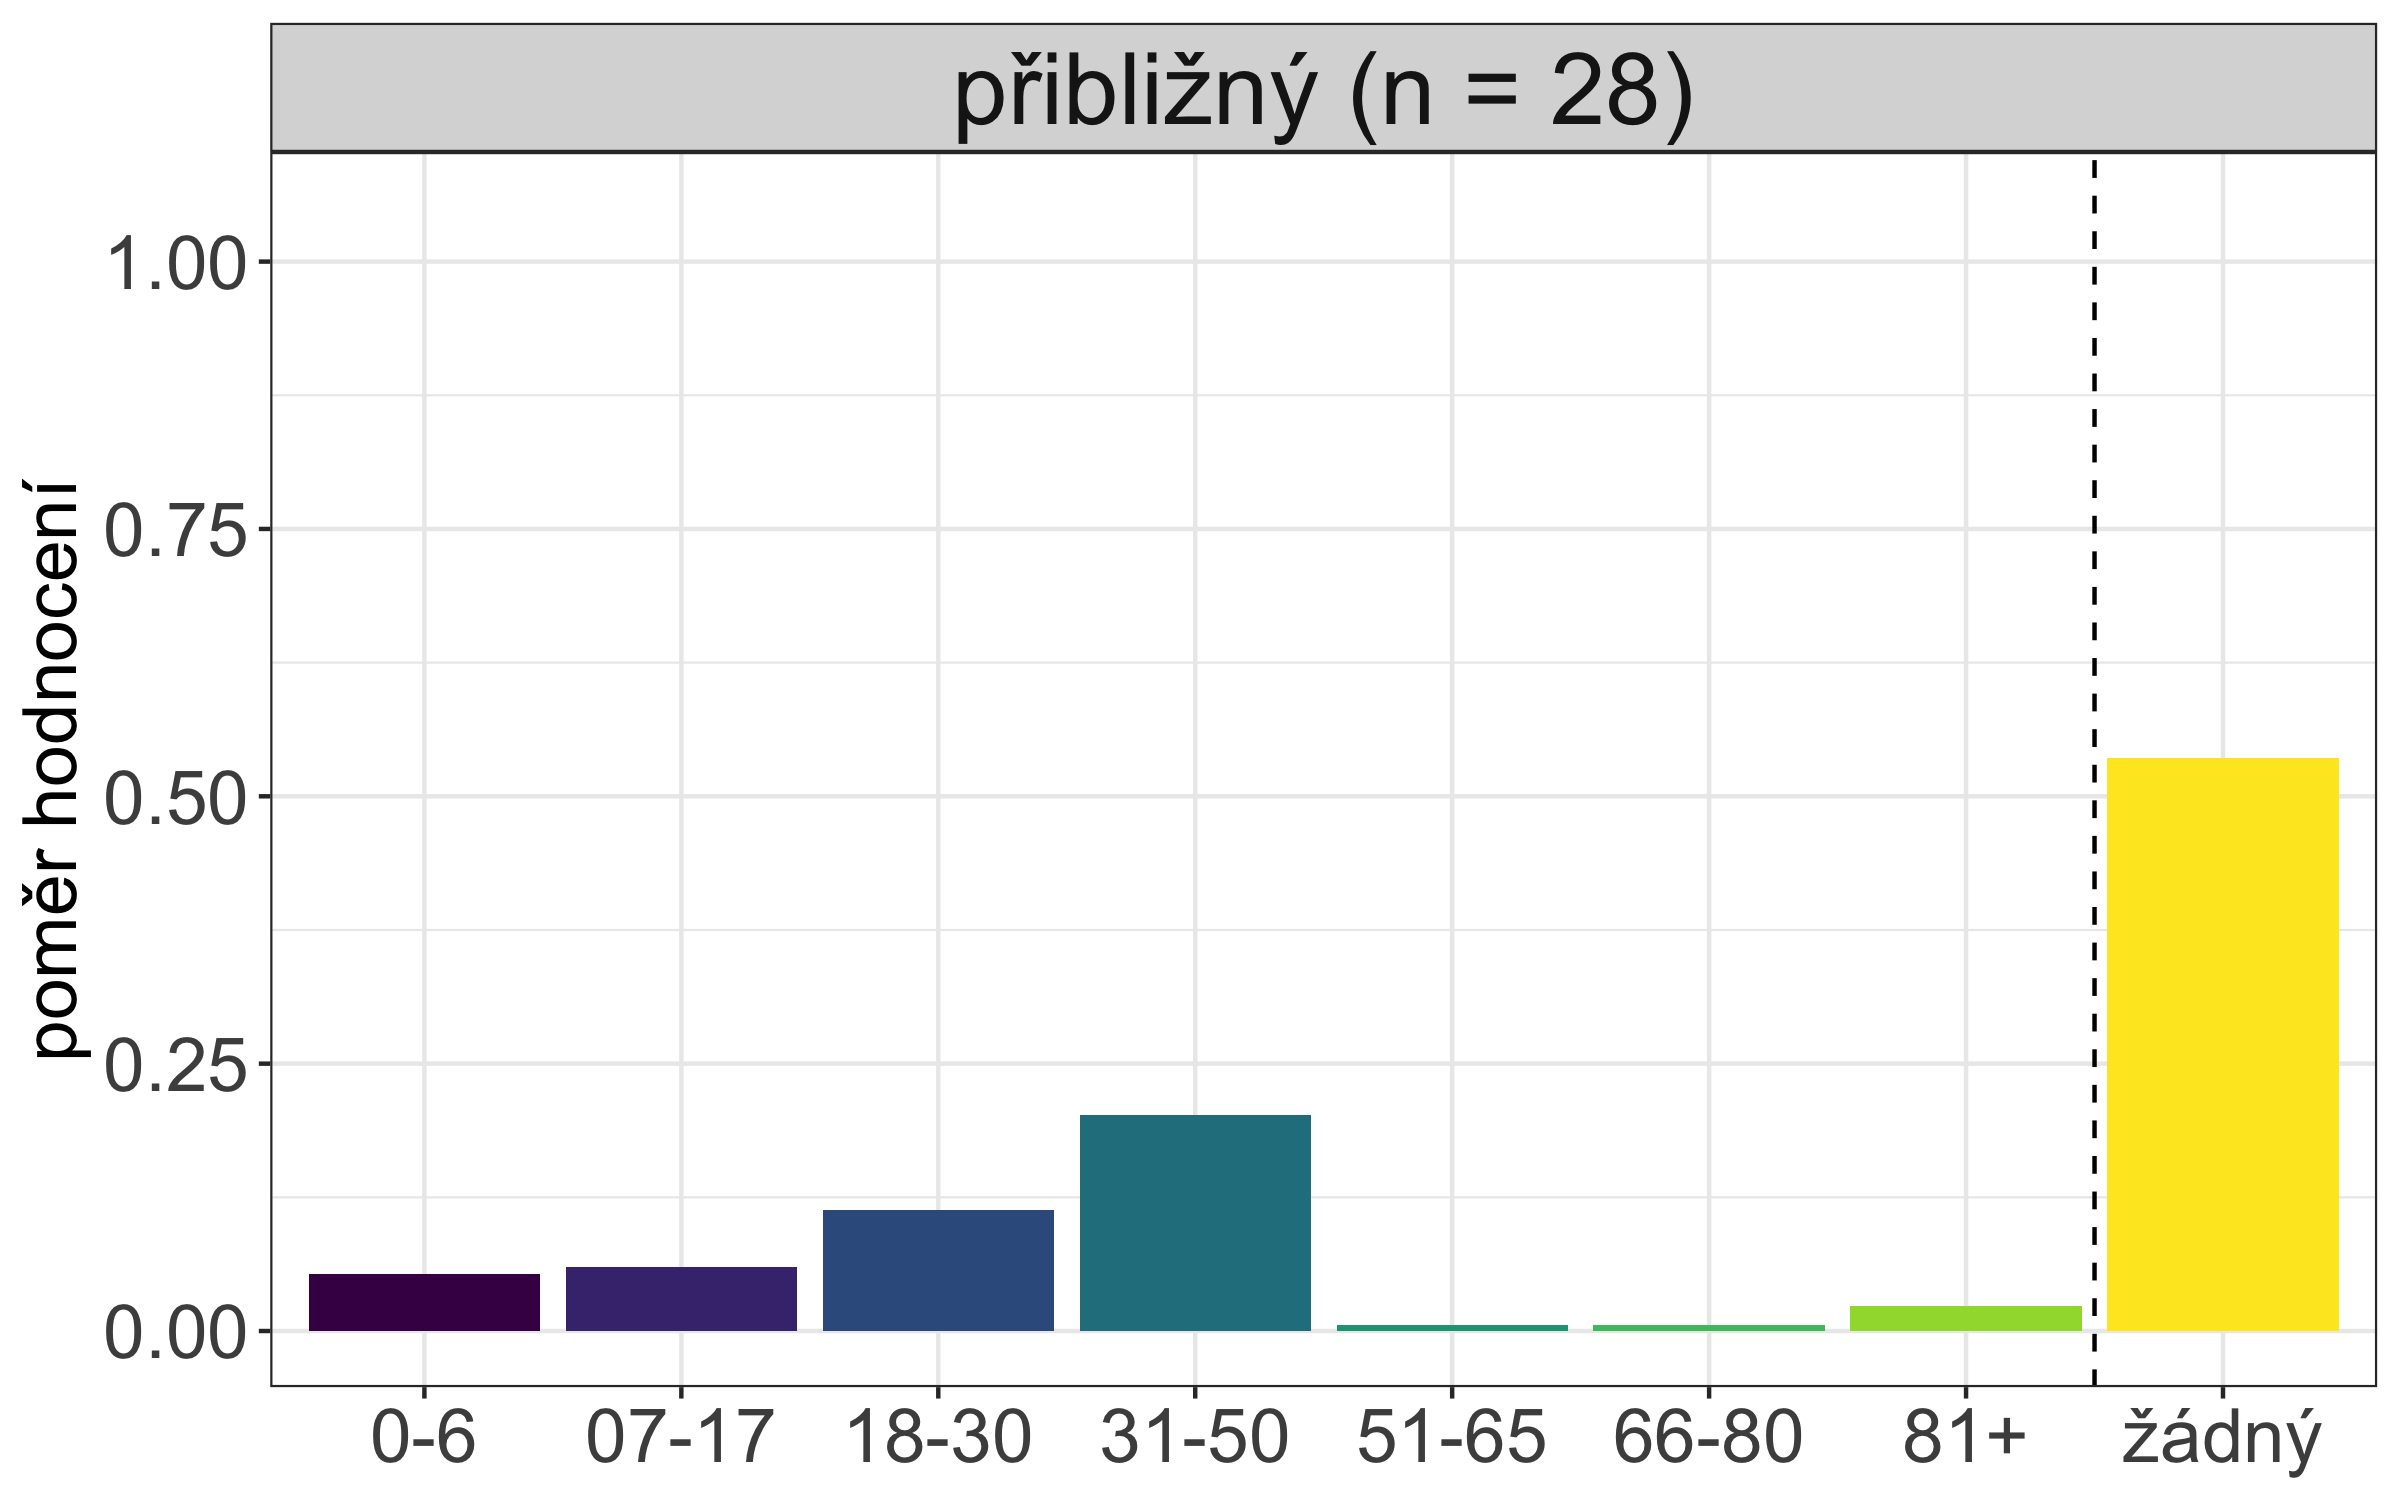 přibližný (n = 28)
poměr hodnocení
1.00
0.75
0.50
0.25
0.00
0-6 07-17 18-30 31-50 51-65 66-80 81+ žádný